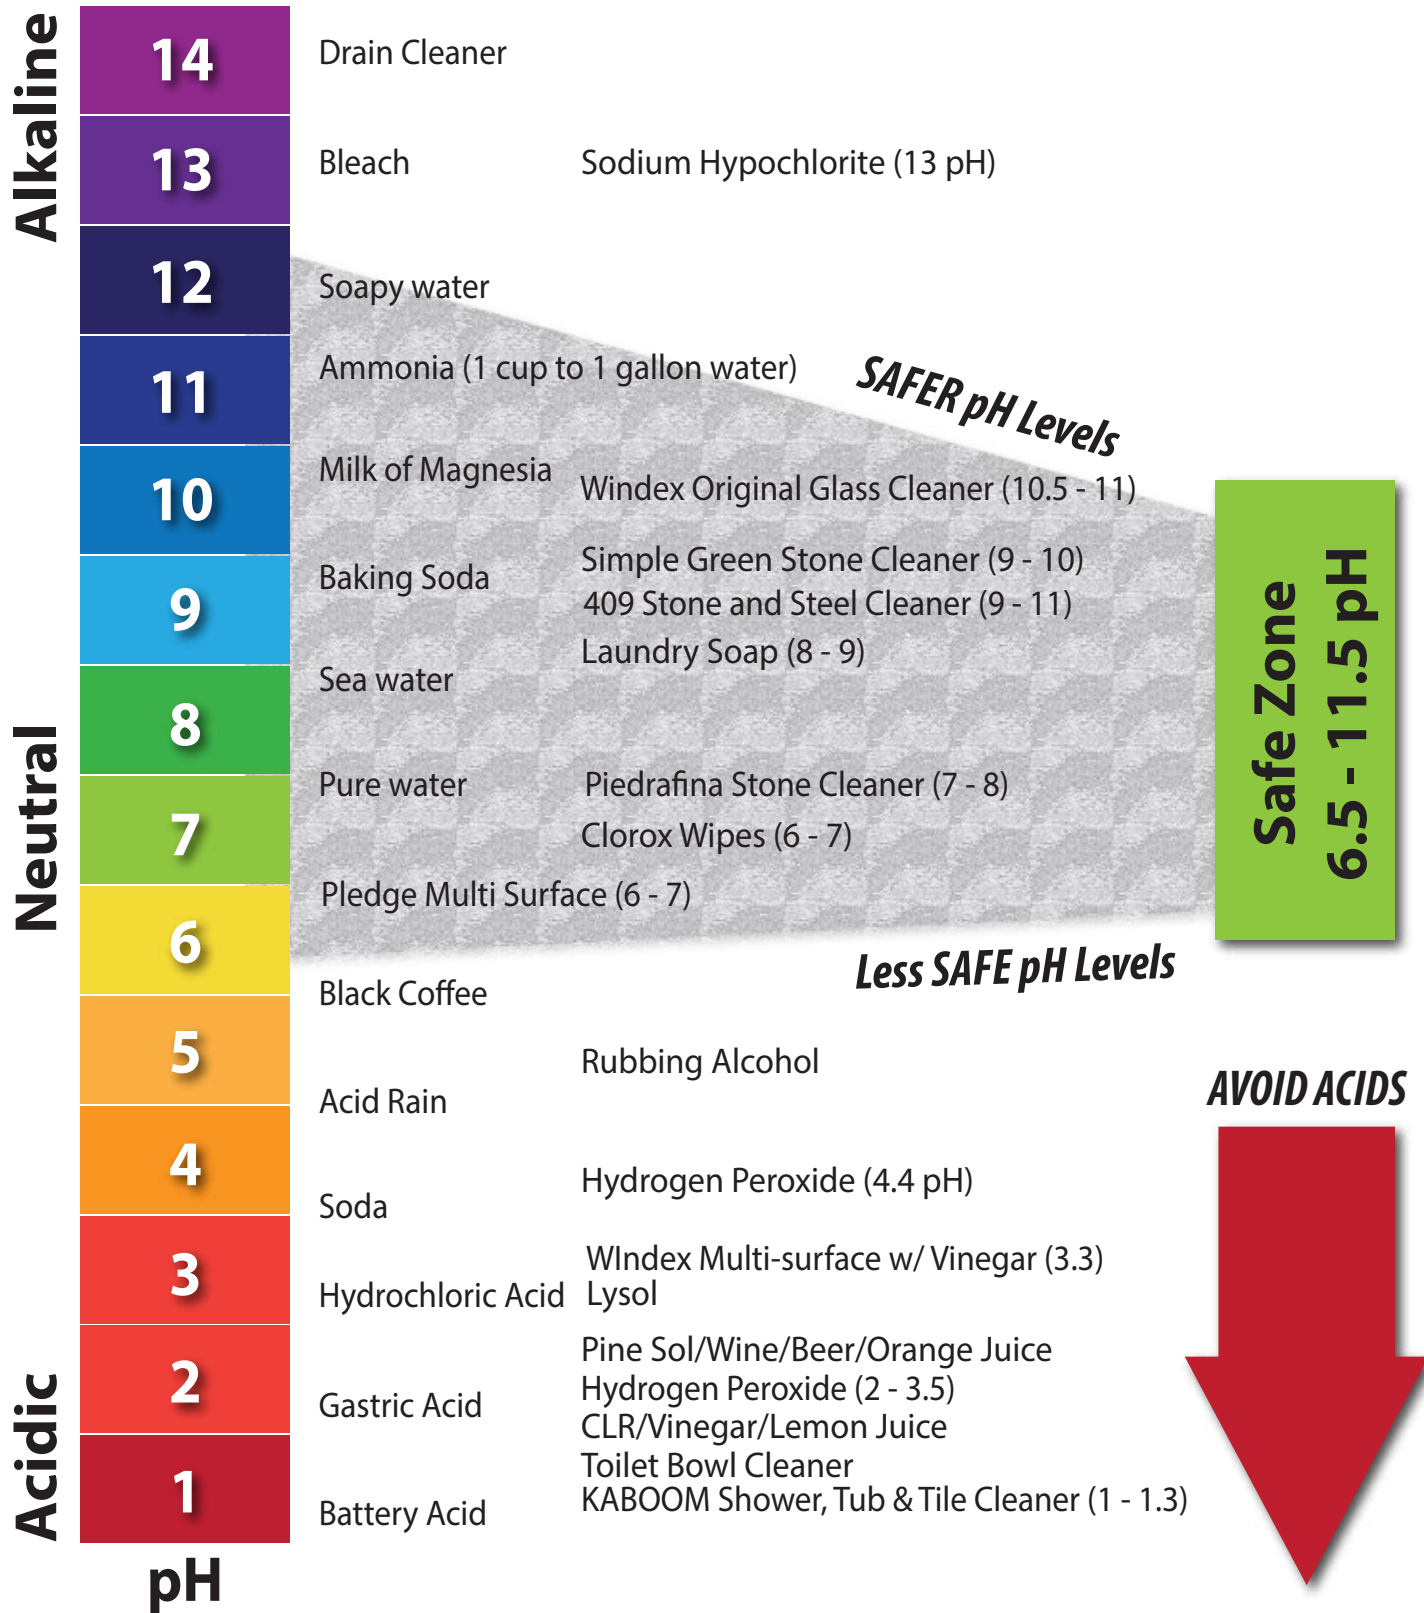 Alkaline
Neutral
Acidic
14
Drain Cleaner
13
Bleach
Sodium Hypochlorite (13 pH)
12
Soapy water
11
Ammonia (1 cup to 1 gallon water)
SAFER pH Levels
10
Milk of Magnesia
Windex Original Glass Cleaner (10.5 - 11)
9
Baking Soda
Simple Green Stone Cleaner (9 - 10)
409 Stone and Steel Cleaner (9 - 11)
Laundry Soap (8 - 9)
Sea water
8
Safe Zone
6.5 - 11.5 pH
7
Pure water
Piedrafina Stone Cleaner (7 - 8)
Clorox Wipes (6 - 7)
Pledge Multi Surface (6 - 7)
6
Less SAFE pH Levels
Black Coffee
5
Rubbing Alcohol
AVOID ACIDS
Acid Rain
4
Hydrogen Peroxide (4.4 pH)
Soda
3
WIndex Multi-surface w/ Vinegar (3.3)
Hydrochloric Acid
Lysol
2
Pine Sol/Wine/Beer/Orange Juice
Hydrogen Peroxide (2 - 3.5)
Gastric Acid
CLR/Vinegar/Lemon Juice
Toilet Bowl Cleaner
1
KABOOM Shower, Tub & Tile Cleaner (1 - 1.3)
Battery Acid
pH